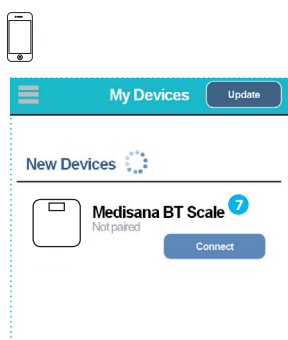 My Devices
Update
New Devices
Medisana BT Scale 7
Not paired
Connect